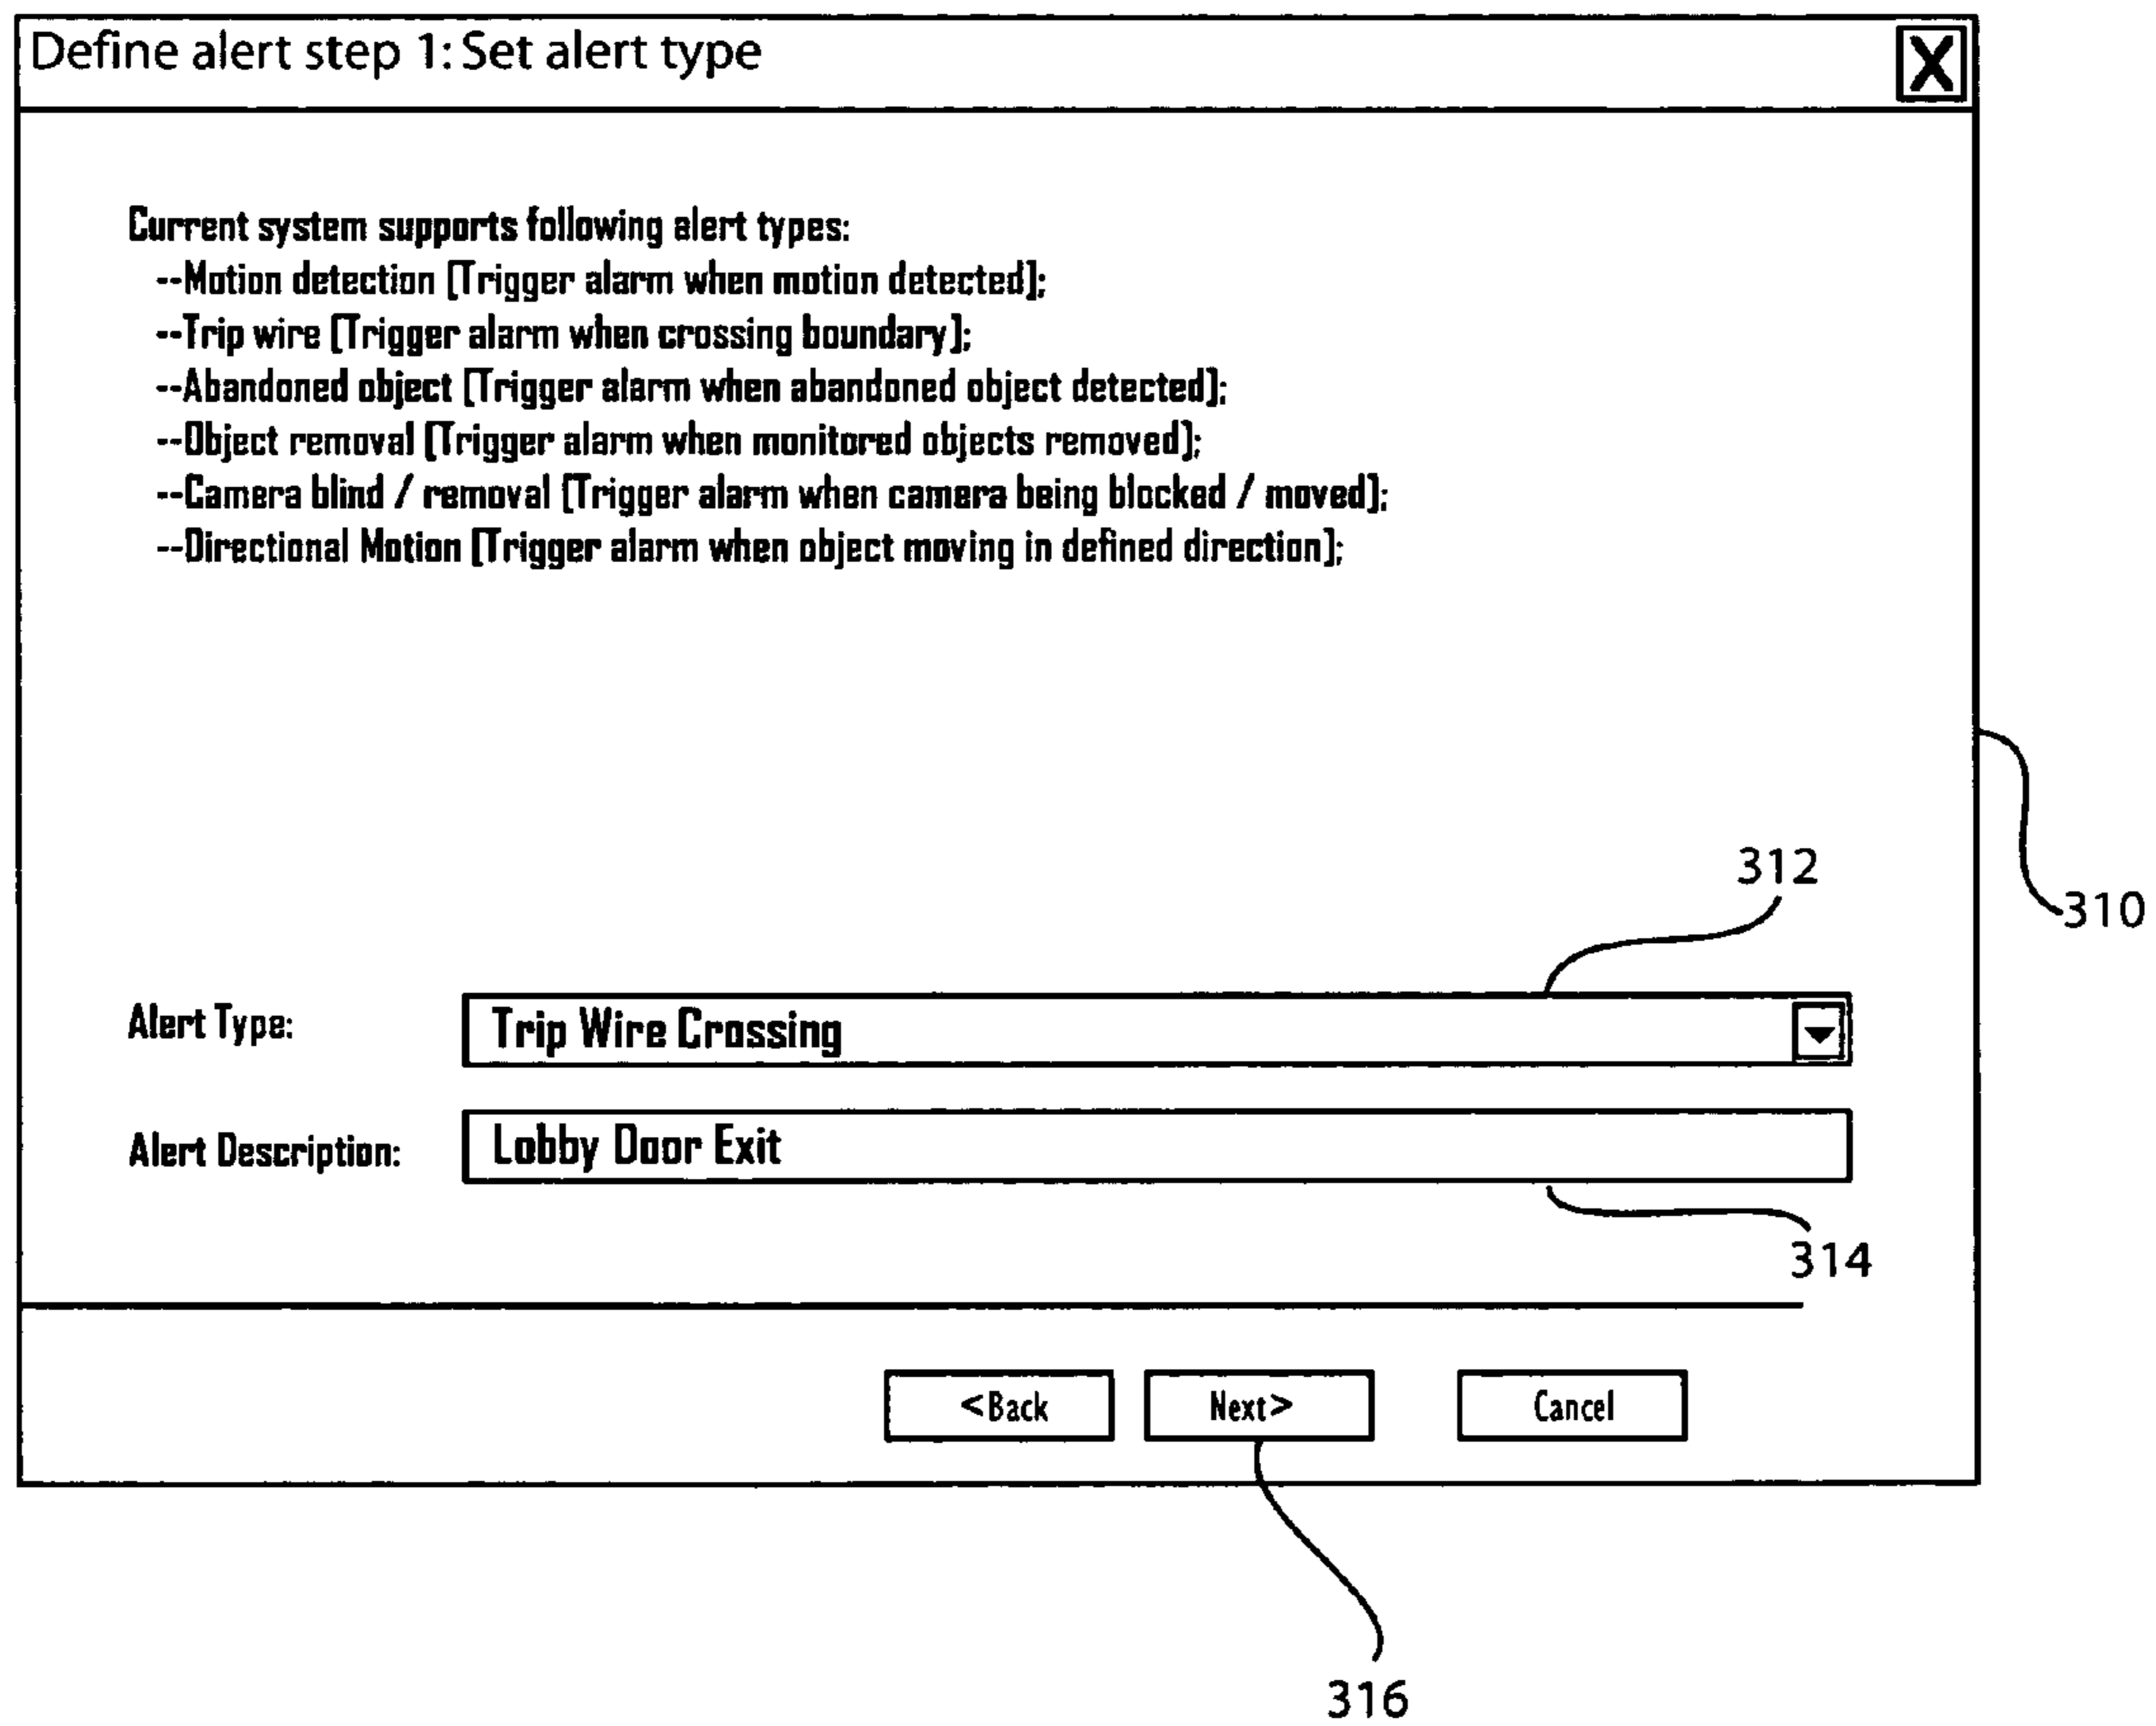 Define alert step 1: Set alert type X
Current system supports following alert types:
--Motion detection [Trigger alarm when motion detected];
--Trip wire [Trigger alarm when crossing boundary];
--Abandoned object [Trigger alarm when abandoned object detected];
--Object removal [Trigger alarm when monitored objects removed];
--Camera blind / removal [Trigger alarm when camera being blocked / moved];
--Directional Motion [Trigger alarm when object moving in defined direction];
312
310
Alert Type: Trip Wire Crossing
Alert Description: Lobby Door Exit
314
<Back Next> Cancel
316